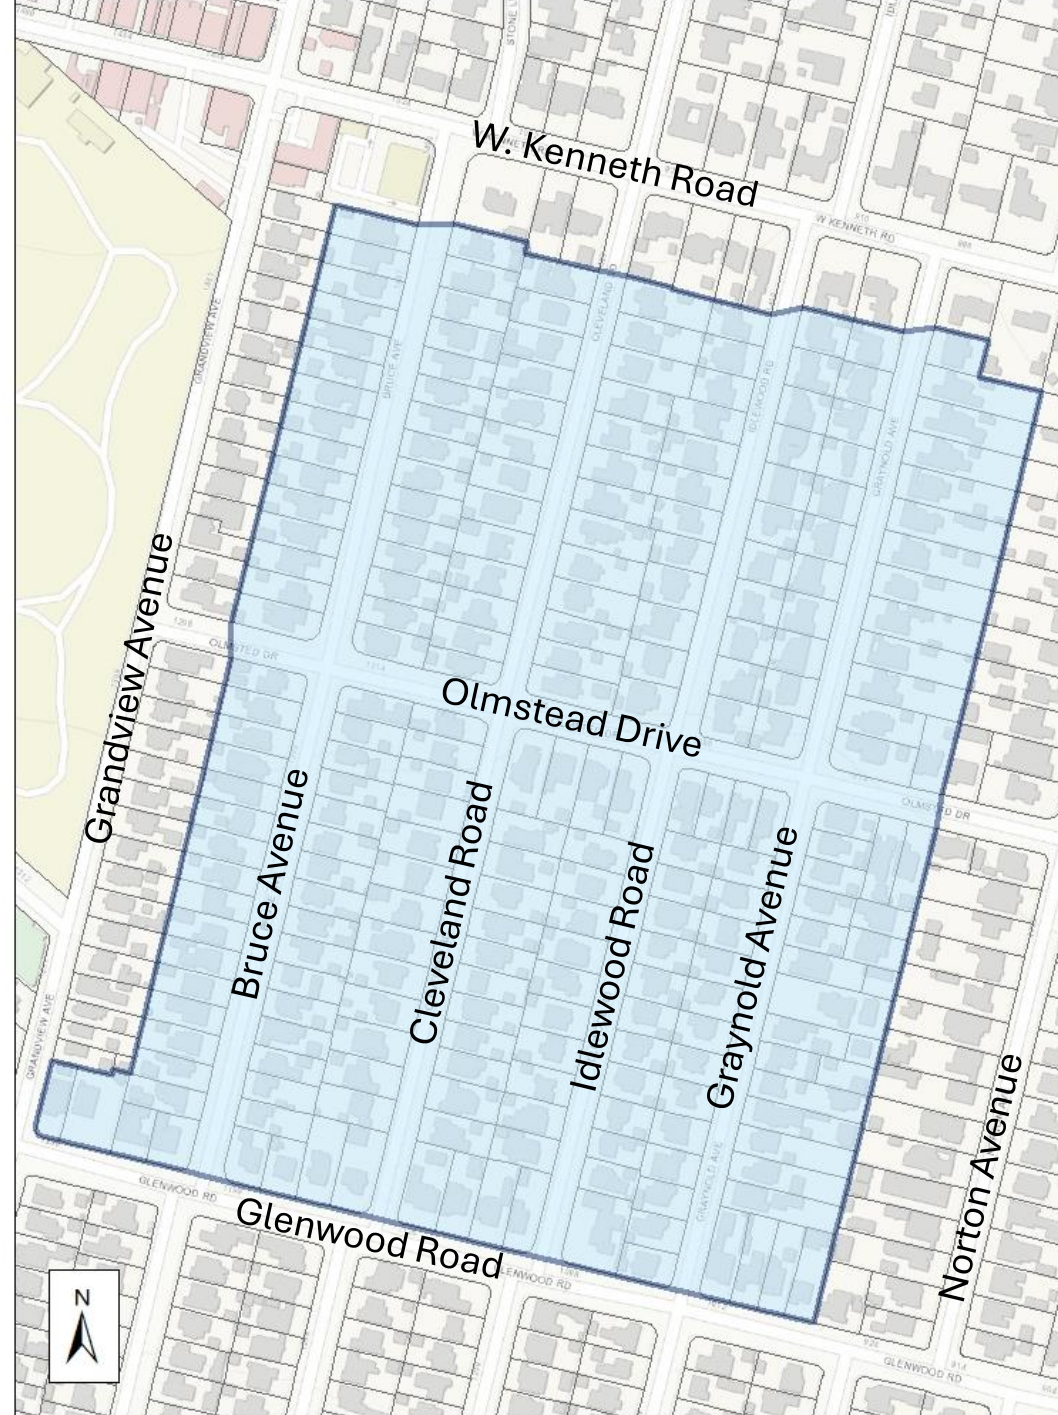 STONE
W. Kenneth Road
W KENNETH RD
GRANDVIEW AVE
BRUCE AVE
CLEVELAND
IDLEWOOD RD
GRAYNOLD AVE
Grandview Avenue
OLMSTED DR
Olmstead Drive
OLMSTED DR
Bruce Avenue
Cleveland Road
Idlewood Road
Graynold Avenue
Norton Avenue
GRANDVIEW AVE
GRAYNOLD AVE
GLENWOOD RD
Glenwood Road
GLENWOOD RD
GLENWOOD RD
N